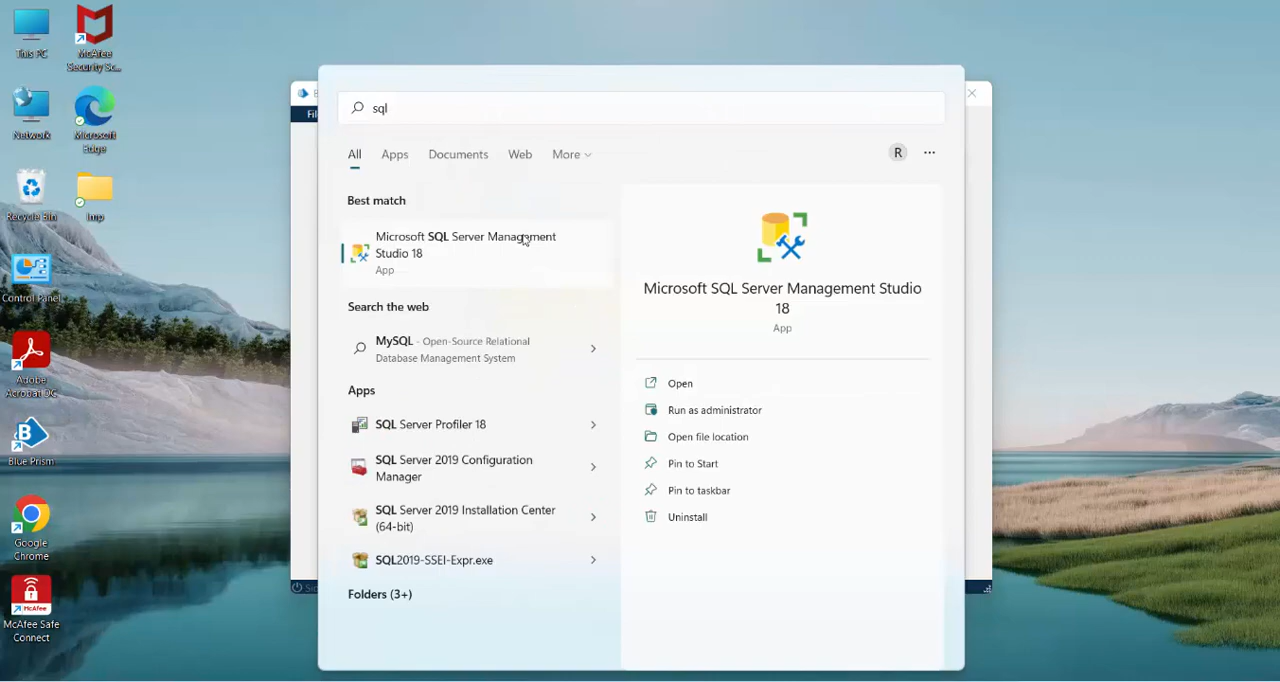 This PC
McAfee
Security Sc...
Network
Microsoft
Edge
Recycle Bin
Imp
Control Panel
Adobe
Acrobat DC
Blue Prism
Google
Chrome
McAfee
McAfee Safe
Connect
sql
All
Apps
Documents
Web
More
R
...
Best match
Microsoft SQL Server Management
Studio 18
App
Search the web
MySQL - Open-Source Relational
Database Management System
Apps
SQL Server Profiler 18
SQL Server 2019 Configuration
Manager
SQL Server 2019 Installation Center
(64-bit)
SQL2019-SSEI-Expr.exe
Folders (3+)
Microsoft SQL Server Management Studio
18
App
Open
Run as administrator
Open file location
Pin to Start
Pin to taskbar
Uninstall